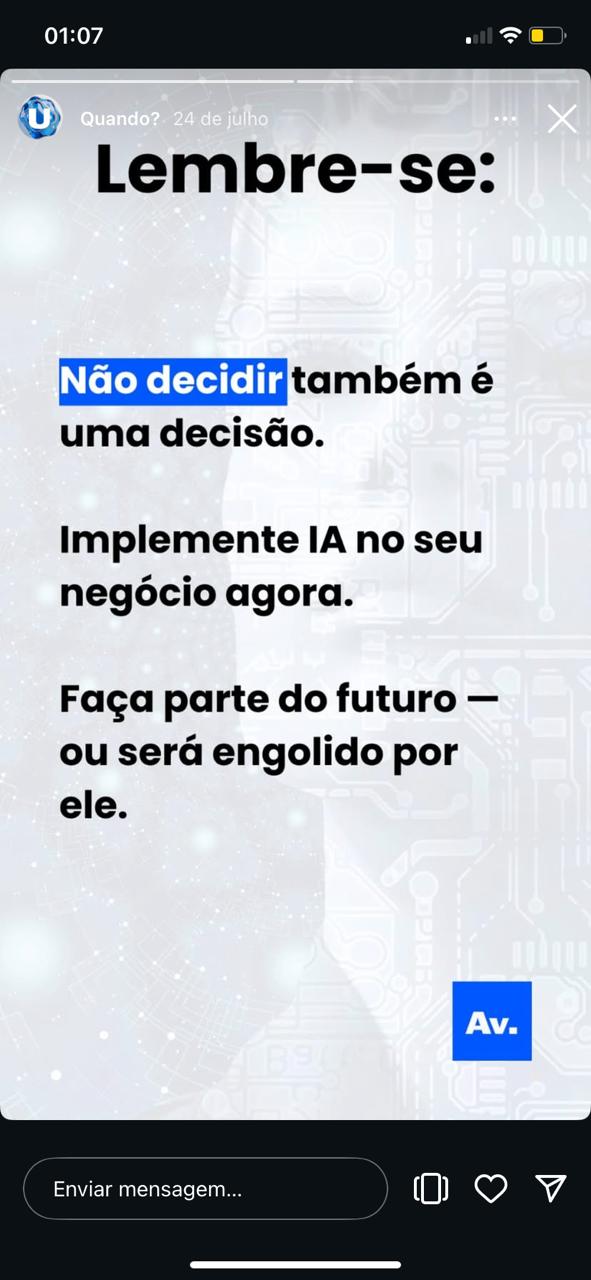 01:07
U
Quando? 24 de julho
Lembre-se:
Não decidir também é
uma decisão.
Implemente IA no seu
negócio agora.
Faça parte do futuro —
ou será engolido por
ele.
Av.
Enviar mensagem...